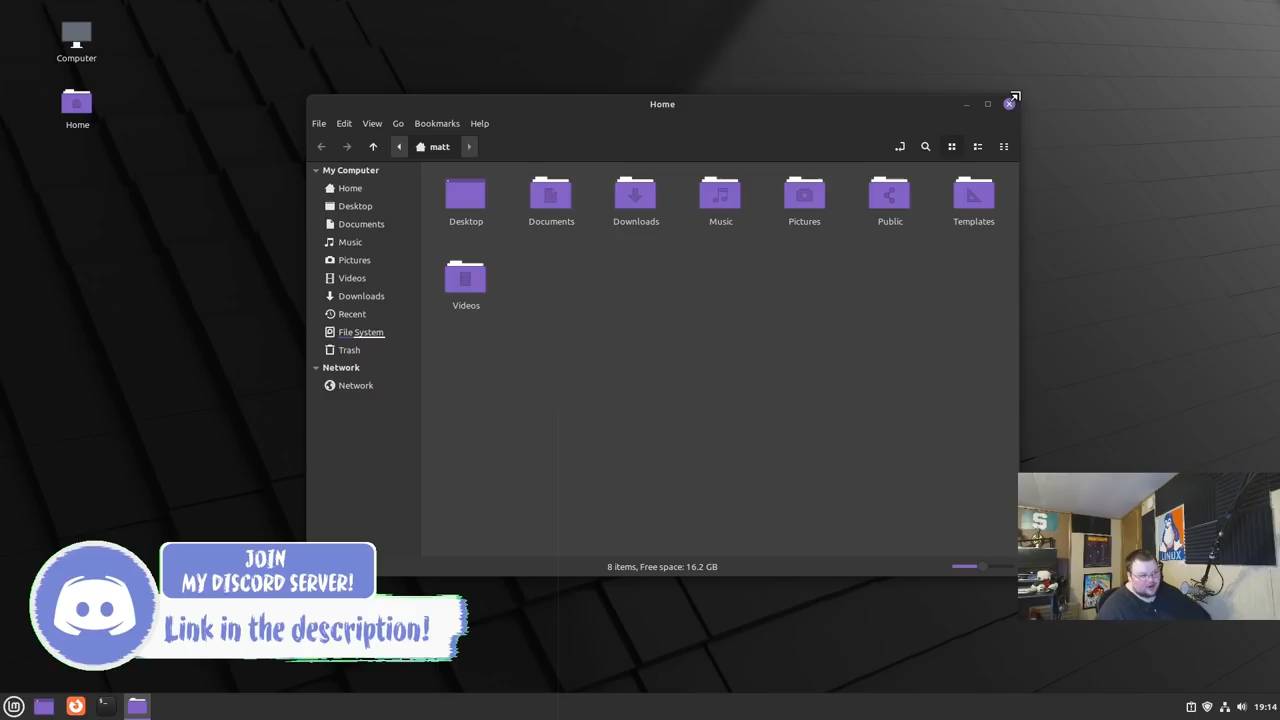 Computer
Home
Home
File Edit View Go Bookmarks Help
matt
My Computer
Home
Desktop
Documents
Music
Pictures
Videos
Downloads
Recent
File System
Trash
Network
Network
Desktop Documents Downloads Music Pictures Public Templates
Videos
8 items, Free space: 16.2 GB
JOIN
MY DISCORD SERVER!
Link in the description!
S
LINUX
19:14